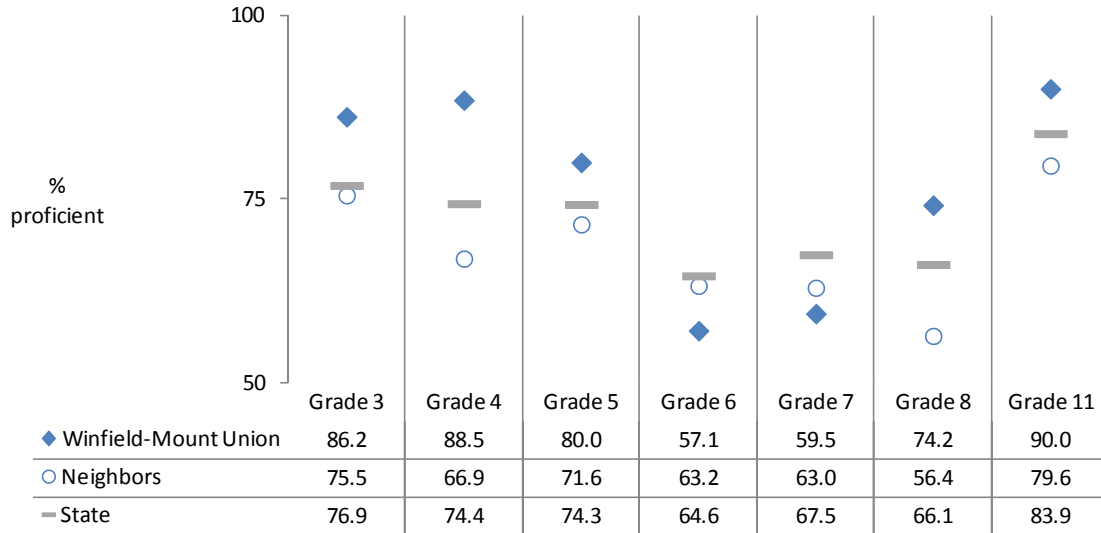 100
%
proficient
75
50
Grade 3 Grade 4 Grade 5 Grade 6 Grade 7 Grade 8 Grade 11
Winfield-Mount Union 86.2 88.5 80.0 57.1 59.5 74.2 90.0
Neighbors 75.5 66.9 71.6 63.2 63.0 56.4 79.6
State 76.9 74.4 74.3 64.6 67.5 66.1 83.9